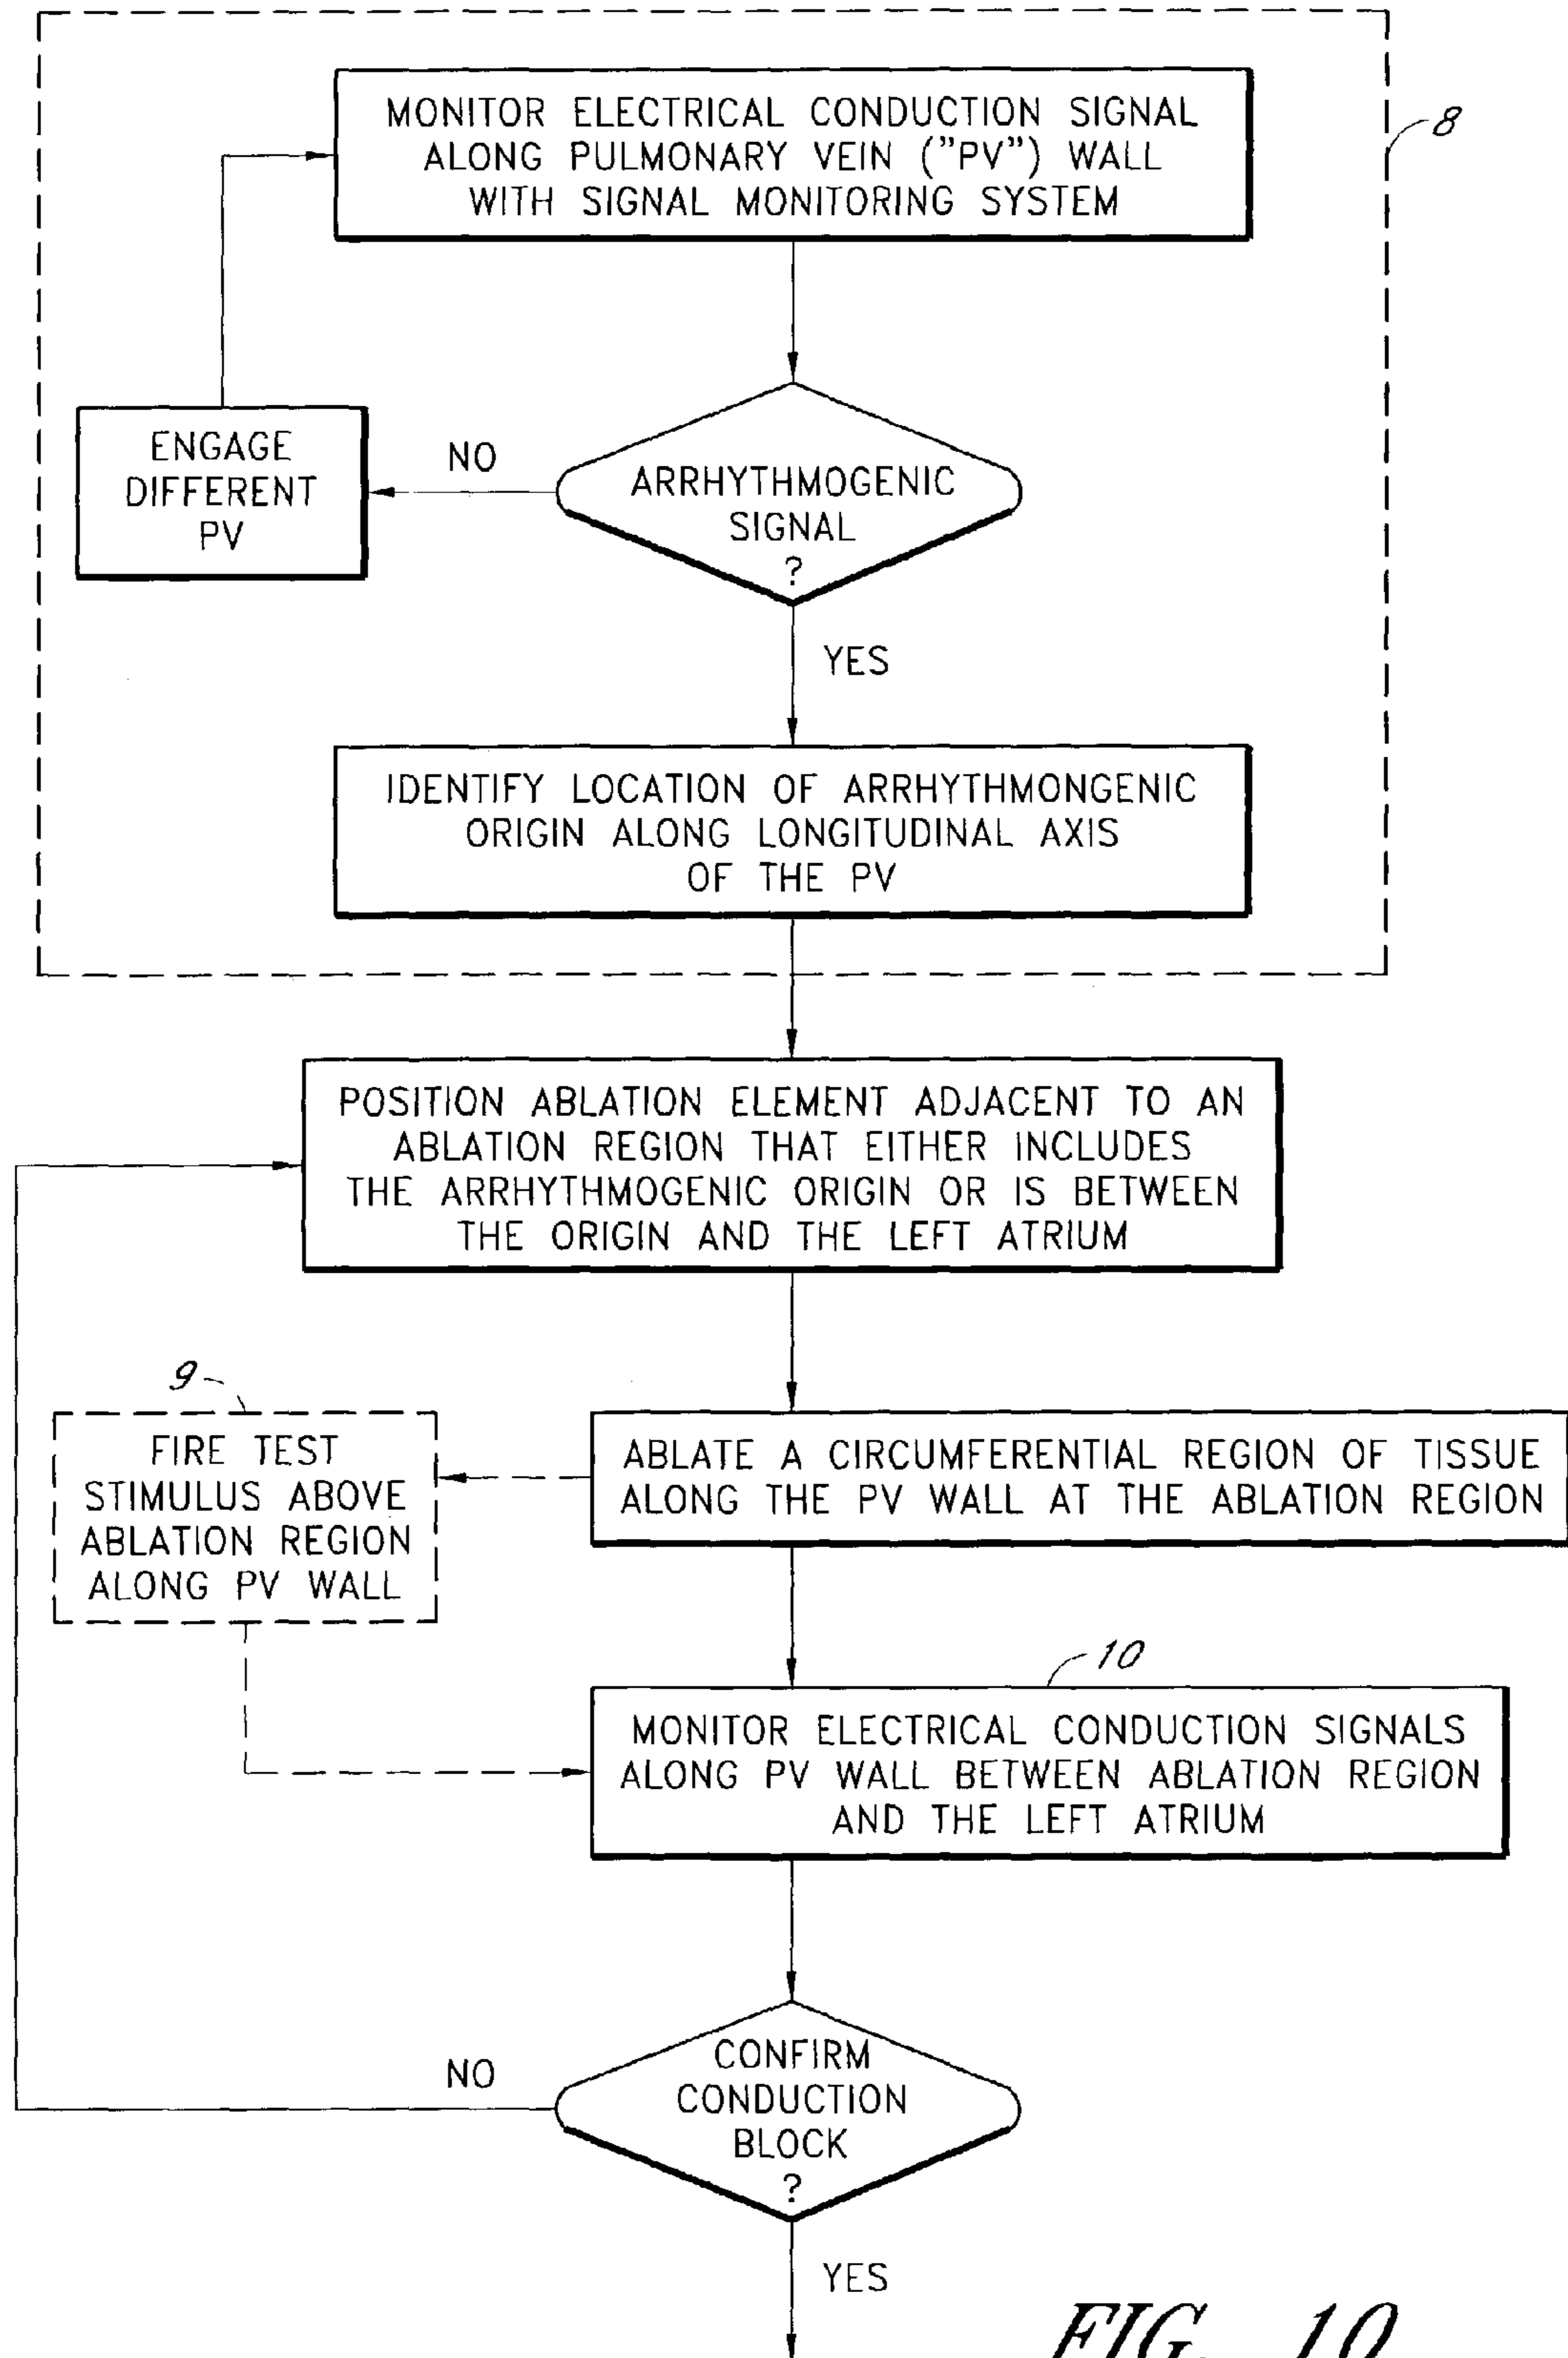 MONITOR ELECTRICAL CONDUCTION SIGNAL
ALONG PULMONARY VEIN ("PV") WALL
WITH SIGNAL MONITORING SYSTEM
8
ENGAGE
DIFFERENT
PV
NO
ARRHYTHMOGENIC
SIGNAL
?
YES
IDENTIFY LOCATION OF ARRHYTHMONGENIC
ORIGIN ALONG LONGITUDINAL AXIS
OF THE PV
POSITION ABLATION ELEMENT ADJACENT TO AN
ABLATION REGION THAT EITHER INCLUDES
THE ARRHYTHMOGENIC ORIGIN OR IS BETWEEN
THE ORIGIN AND THE LEFT ATRIUM
9
FIRE TEST
STIMULUS ABOVE
ABLATION REGION
ALONG PV WALL
ABLATE A CIRCUMFERENTIAL REGION OF TISSUE
ALONG THE PV WALL AT THE ABLATION REGION
10
MONITOR ELECTRICAL CONDUCTION SIGNALS
ALONG PV WALL BETWEEN ABLATION REGION
AND THE LEFT ATRIUM
NO
CONFIRM
CONDUCTION
BLOCK
?
YES
FIG. 10